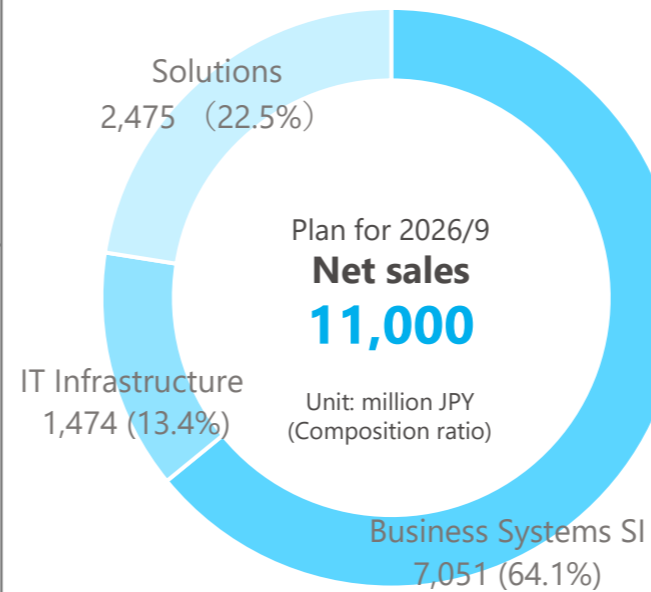 Solutions
2,475 （22.5%）
Plan for 2026/9
Net sales
11,000
Unit: million JPY
(Composition ratio)
IT Infrastructure
1,474 (13.4%)
Business Systems SI
7,051 (64.1%)